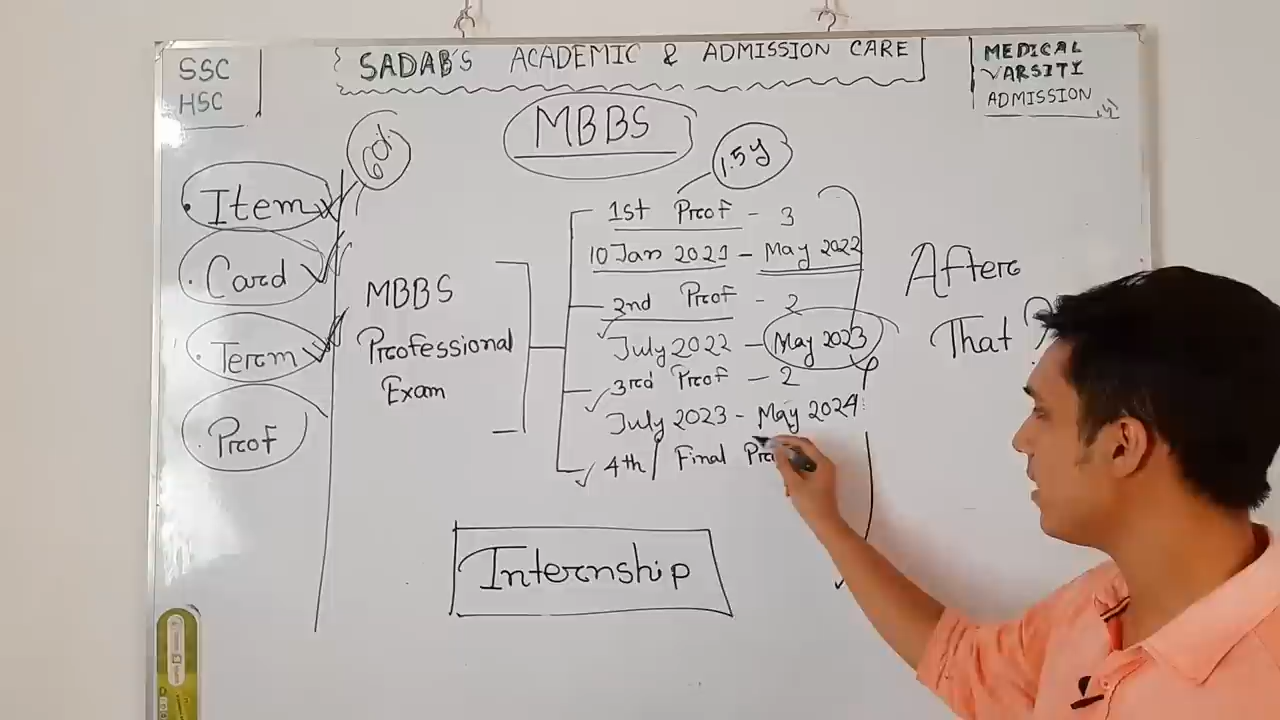 SSC
HSC
SADAB'S ACADEMIC & ADMISSION CARE
MEDICAL
VARSITY
ADMISSION
MBBS
1.5y
Item
Card
Term
Prof
MBBS
Professional
Exam
1st Prof - 3
10 Jan 2021 - May 2022
2nd Prof - 2
July 2022 - May 2023
3rd Prof - 2
July 2023 - May 2024
4th / Final
After
That ?
Internship